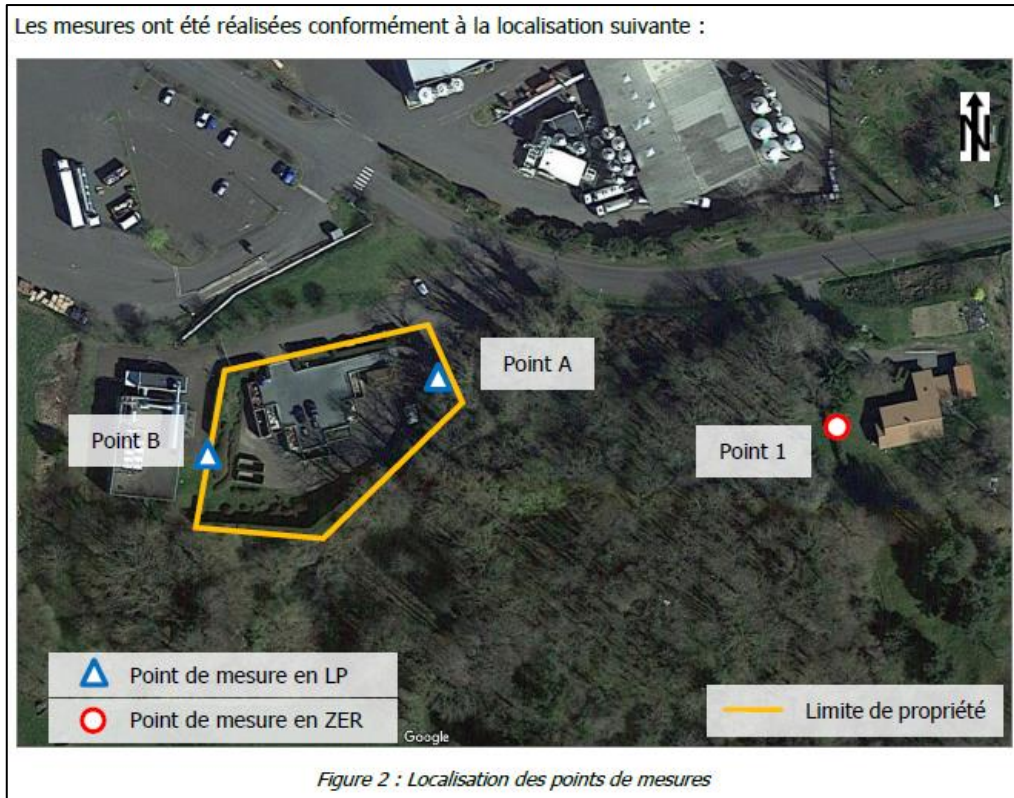 Les mesures ont été réalisées conformément à la localisation suivante :
N
Point A
Point B
Point 1
Point de mesure en LP
Point de mesure en ZER
Limite de propriété
Google
Figure 2 : Localisation des points de mesures